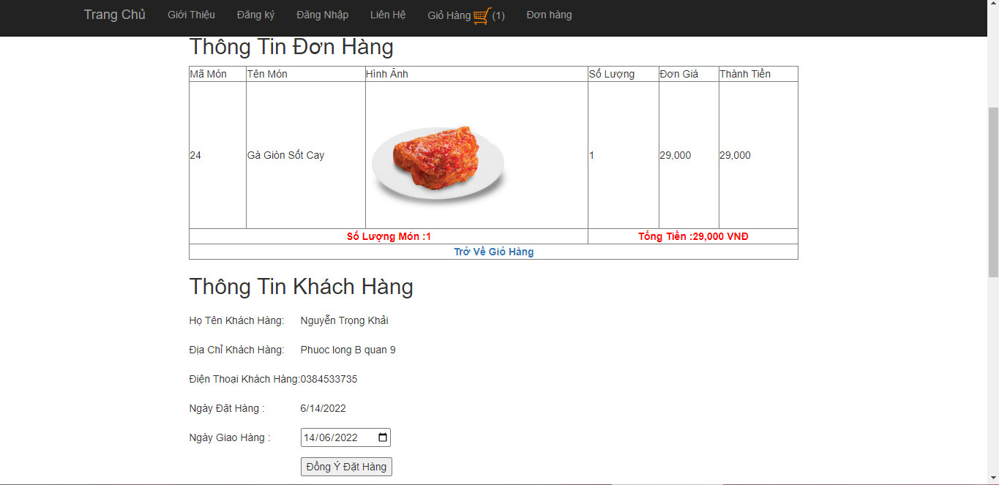 Trang Chủ Giới Thiệu Đăng ký Đăng Nhập Liên Hệ Giỏ Hàng (1) Đơn hàng
Thông Tin Đơn Hàng
Mã Món Tên Món Hình Ảnh Số Lượng Đơn Giá Thành Tiền
24 Gà Giòn Sốt Cay 1 29,000 29,000
Số Lượng Món :1 Tổng Tiền :29,000 VNĐ
Trở Về Giỏ Hàng
Thông Tin Khách Hàng
Họ Tên Khách Hàng: Nguyễn Trọng Khải
Địa Chỉ Khách Hàng: Phuoc long B quan 9
Điện Thoại Khách Hàng:0384533735
Ngày Đặt Hàng : 6/14/2022
Ngày Giao Hàng : 14/06/2022
Đồng Ý Đặt Hàng